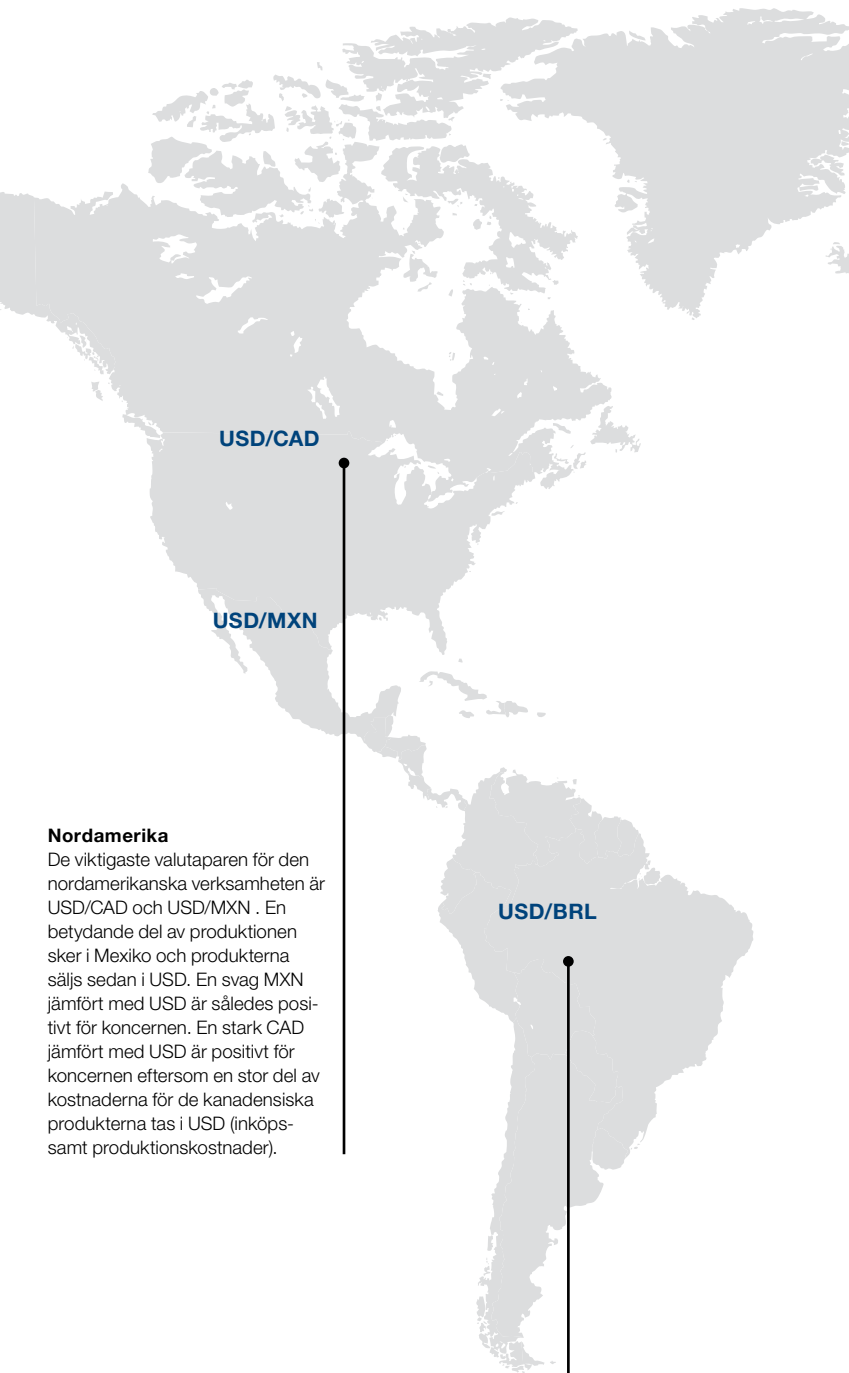 USD/CAD
USD/MXN
Nordamerika
De viktigaste valutaparen för den
nordamerikanska verksamheten är
USD/CAD och USD/MXN . En
betydande del av produktionen
sker i Mexiko och produkterna
säljs sedan i USD. En svag MXN
jämfört med USD är således posi-
tivt för koncernen. En stark CAD
jämfört med USD är positivt för
koncernen eftersom en stor del av
kostnaderna för de kanadensiska
produkterna tas i USD (inköps-
samt produktionskostnader).
USD/BRL